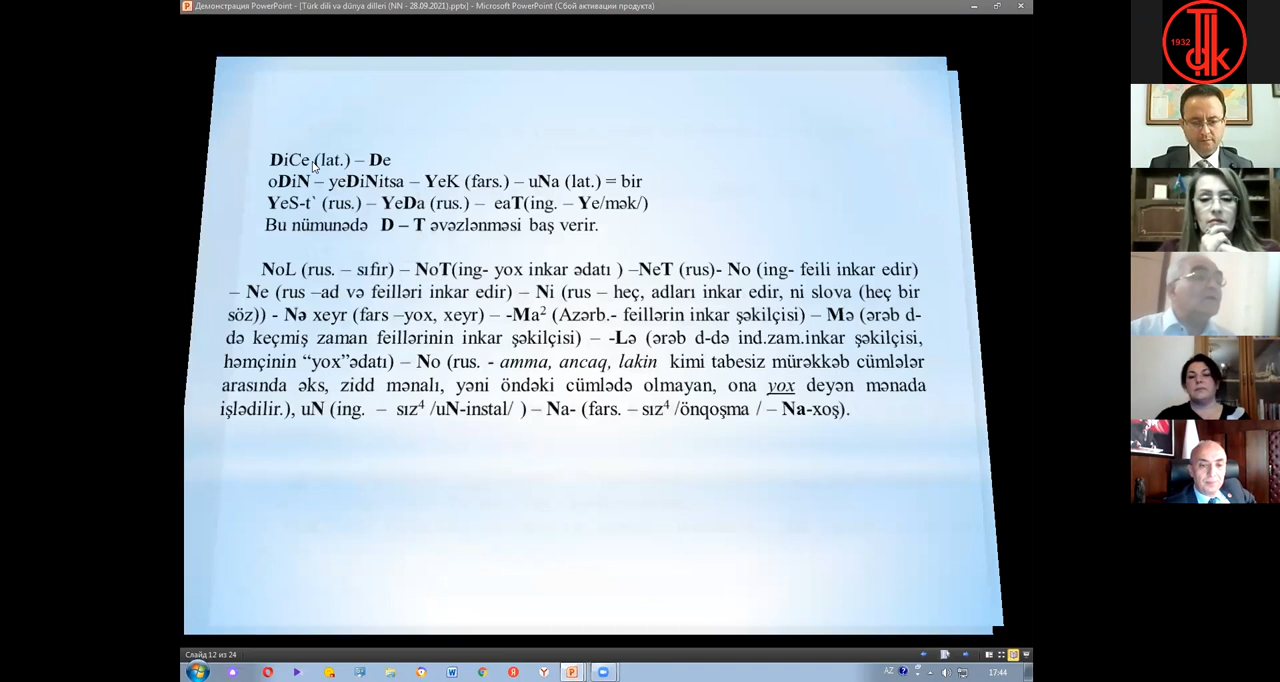 Демонстрация PowerPoint - [Türk dili və dünya dilleri (NN - 28.09.2021).pptx] - Microsoft PowerPoint (Сбой активации продукта)
DiCe (lat.) – De
oDiN – yeDiNitsa – YeK (fars.) – uNa (lat.) = bir
YeS-t` (rus.) – YeDa (rus.) – eaT(ing. – Ye/mək/)
Bu nümunədə D – T əvəzlənməsi baş verir.
NoL (rus. – sıfır) – NoT(ing- yox inkar ədatı ) –NeT (rus)- No (ing- feili inkar edir)
– Ne (rus –ad və feilləri inkar edir) – Ni (rus – heç, adları inkar edir, ni slova (heç bir
söz)) - Nə xeyr (fars –yox, xeyr) – -Ma² (Azərb.- feillərin inkar şəkilçisi) – Mə (ərəb d-
də keçmiş zaman feillərinin inkar şəkilçisi) – -Lə (ərəb d-də ind.zam.inkar şəkilçisi,
həmçinin “yox”ədatı) – No (rus. - amma, ancaq, lakin kimi tabesiz mürəkkəb cümlələr
arasında əks, zidd mənalı, yəni öndəki cümlədə olmayan, ona yox deyən mənada
işlədilir.), uN (ing. – sız⁴ /uN-instal/ ) – Na- (fars. – sız⁴ /önqoşma / – Na-xoş).
Слайд 12 из 24
AZ
17:44
1932
TDk